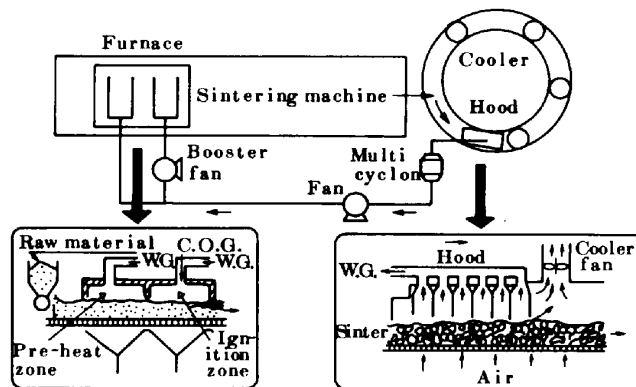 Furnace
Sintering machine
Cooler
Hood
Booster
fan
Multi
cyclon
Fan
Raw material
C.O.G.
W.G.
W.G.
Pre-heat
zone
Ign-
ition
zone
Hood
Cooler
fan
W.G.
Sinter
Air